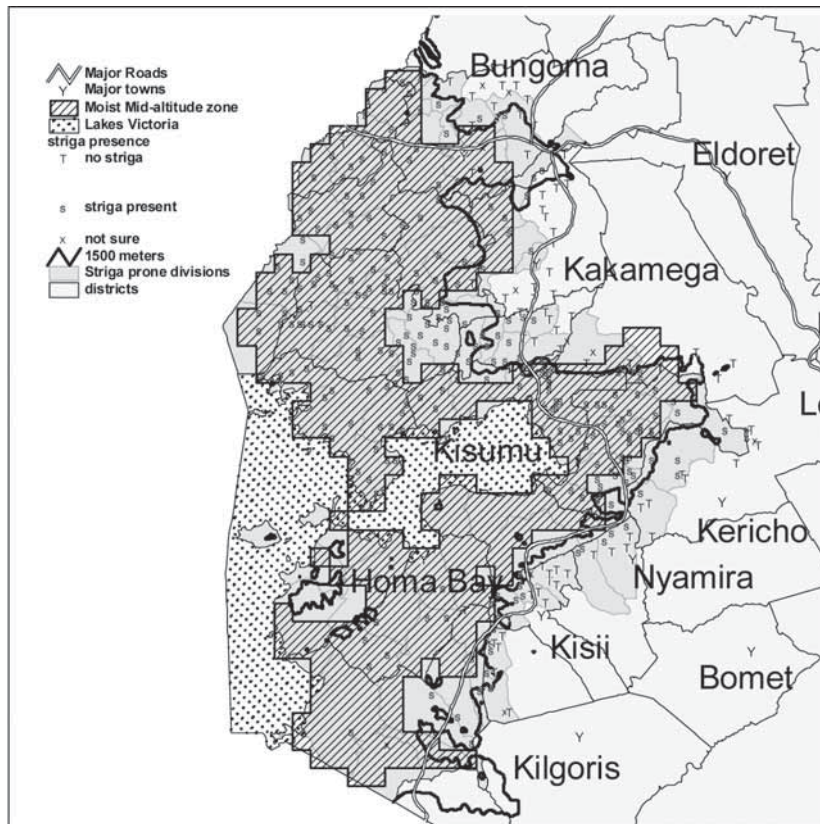 Major Roads
Y Major towns
Moist Mid-altitude zone
Lakes Victoria
striga presence
T no striga
s striga present
x not sure
1500 meters
Striga prone divisions
districts
Bungoma
Eldoret
Kakamega
Kisumu
Kericho
Homa Bay
Nyamira
Kisii
Bomet
Kilgoris